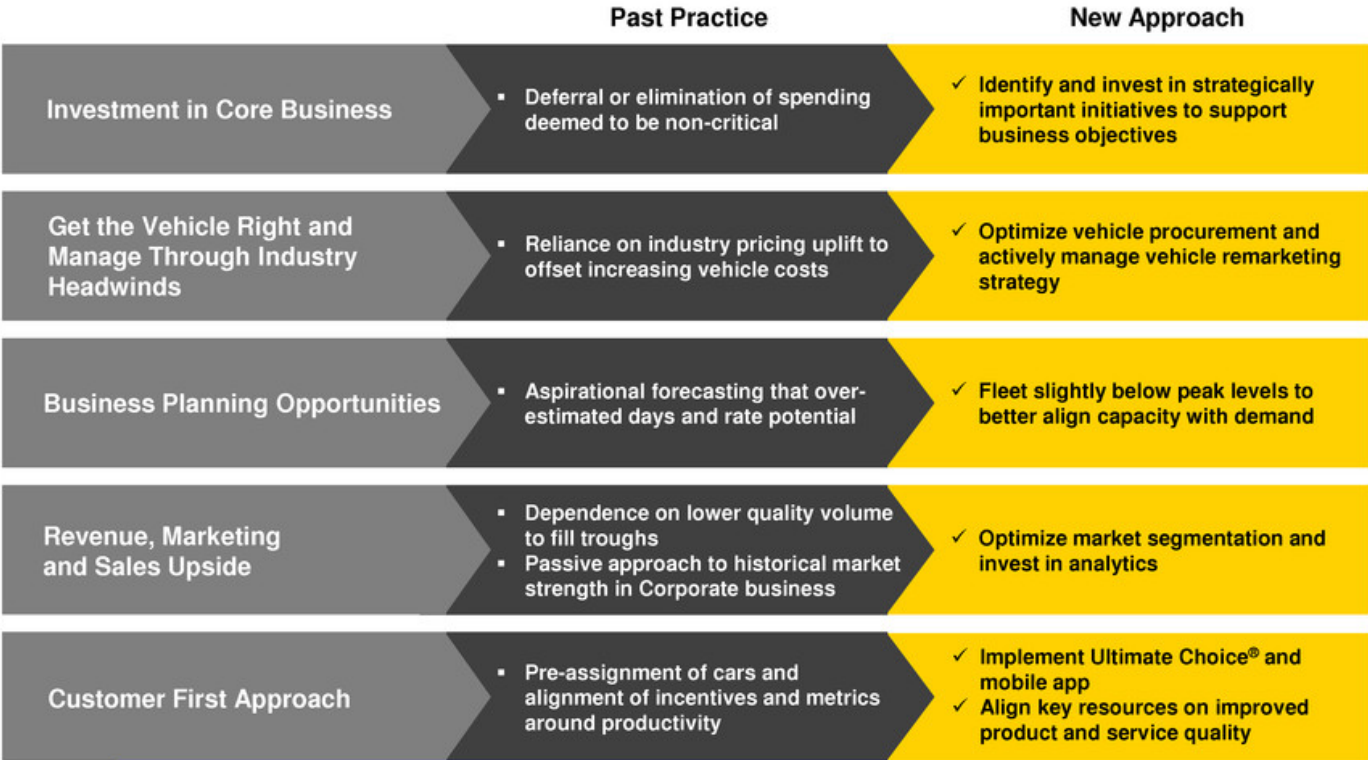 Past Practice
New Approach
Investment in Core Business
▪ Deferral or elimination of spending
deemed to be non-critical
✓ Identify and invest in strategically
important initiatives to support
business objectives
Get the Vehicle Right and
Manage Through Industry
Headwinds
▪ Reliance on industry pricing uplift to
offset increasing vehicle costs
✓ Optimize vehicle procurement and
actively manage vehicle remarketing
strategy
Business Planning Opportunities
▪ Aspirational forecasting that over-
estimated days and rate potential
✓ Fleet slightly below peak levels to
better align capacity with demand
Revenue, Marketing
and Sales Upside
▪ Dependence on lower quality volume
to fill troughs
▪ Passive approach to historical market
strength in Corporate business
✓ Optimize market segmentation and
invest in analytics
Customer First Approach
▪ Pre-assignment of cars and
alignment of incentives and metrics
around productivity
✓ Implement Ultimate Choice® and
mobile app
✓ Align key resources on improved
product and service quality